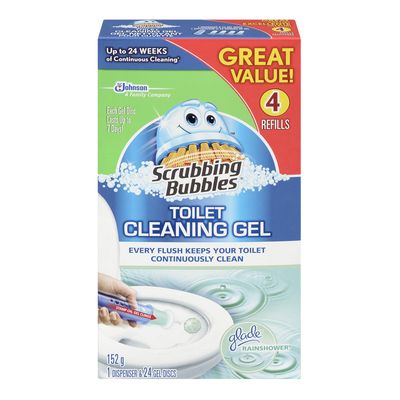 Up to 24 WEEKS
of Continuous Cleaning*
GREAT
VALUE!
4
REFILLS
Johnson
A Family Company
Each Gel Disc
Lasts Up to
7 Days!*
Scrubbing
Bubbles
TOILET
CLEANING GEL
EVERY FLUSH KEEPS YOUR TOILET
CONTINUOUSLY CLEAN
glade
RAINSHOWER
152 g
1 DISPENSER & 24 GEL DISCS